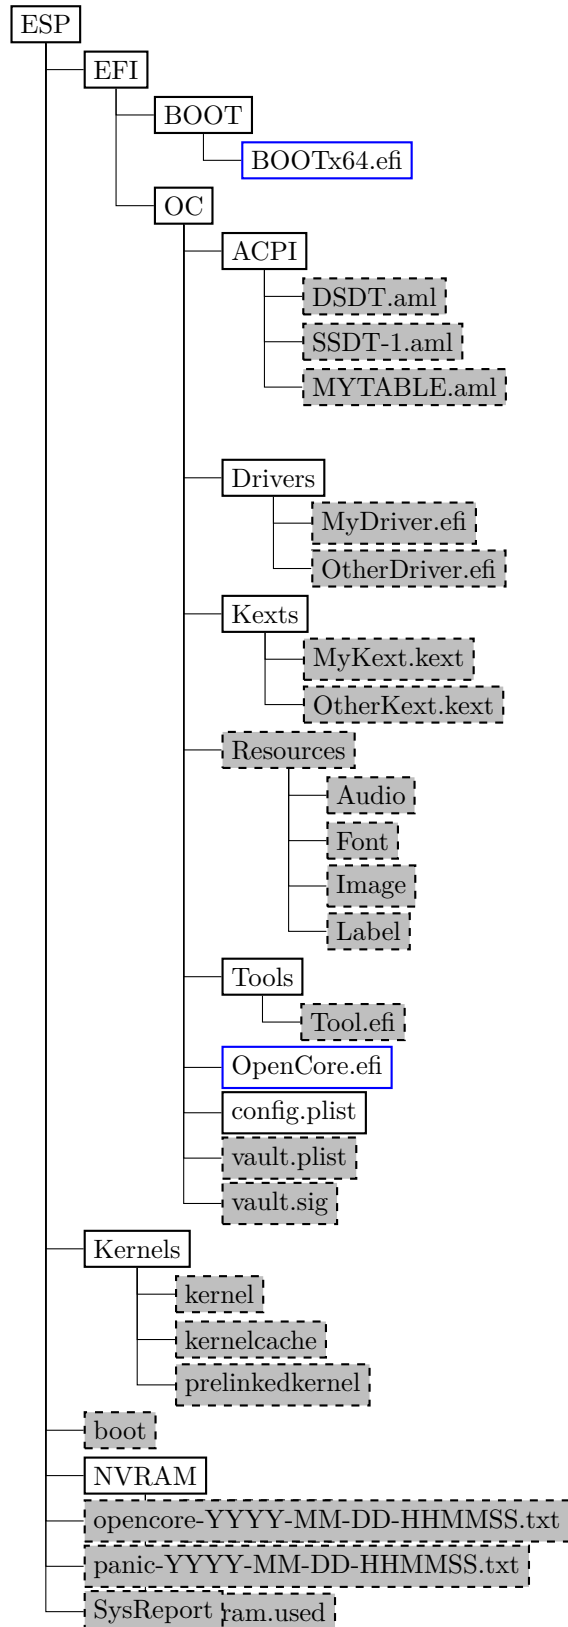 ESP
EFI
BOOT
BOOTx64.efi
OC
ACPI
DSDT.aml
SSDT-1.aml
MYTABLE.aml
Drivers
MyDriver.efi
OtherDriver.efi
Kexts
MyKext.kext
OtherKext.kext
Resources
Audio
Font
Image
Label
Tools
Tool.efi
OpenCore.efi
config.plist
vault.plist
vault.sig
Kernels
kernel
kernelcache
prelinkedkernel
boot
NVRAM
opencore-YYYY-MM-DD-HHMMSS.txt
panic-YYYY-MM-DD-HHMMSS.txt
SysReport ram.used